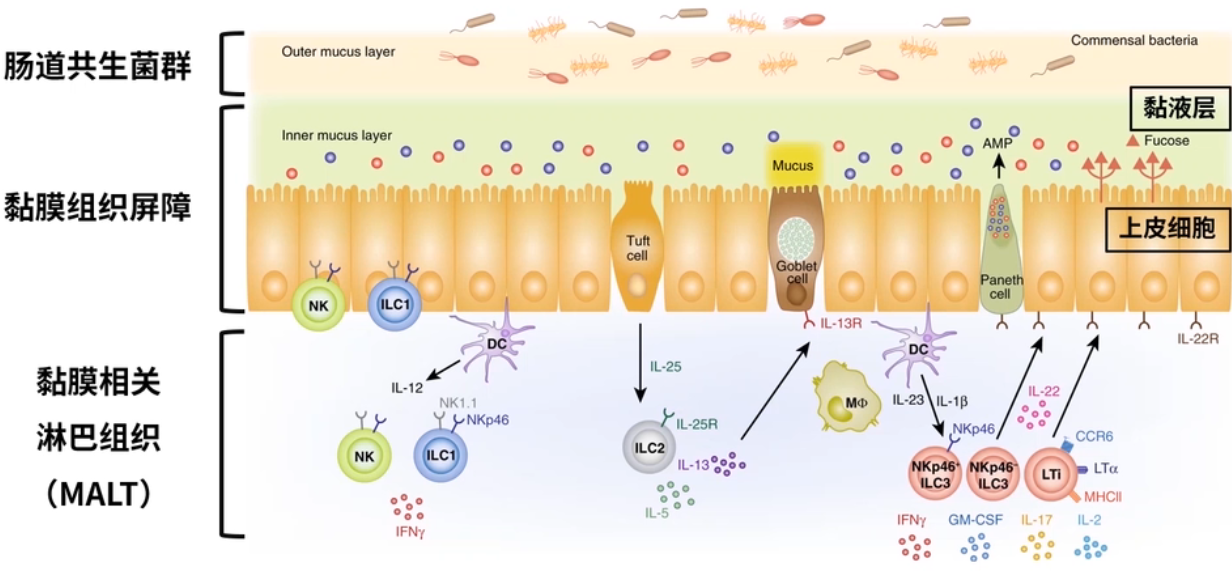 肠道共生菌群
Outer mucus layer
Commensal bacteria
黏液层
Inner mucus layer
AMP
Fucose
Mucus
黏膜组织屏障
上皮细胞
Tuft
cell
Goblet
cell
Paneth
cell
NK
ILC1
IL-13R
IL-22R
黏膜相关
淋巴组织
（MALT）
DC
IL-12
NK1.1
NKp46
NK
ILC1
IFNγ
IL-25
IL-25R
ILC2
IL-13
IL-5
MΦ
DC
IL-23
IL-1β
NKp46
IL-22
CCR6
NKp46⁺
ILC3
NKp46⁻
ILC3
LTi
LTα
MHCII
IFNγ
GM-CSF
IL-17
IL-2